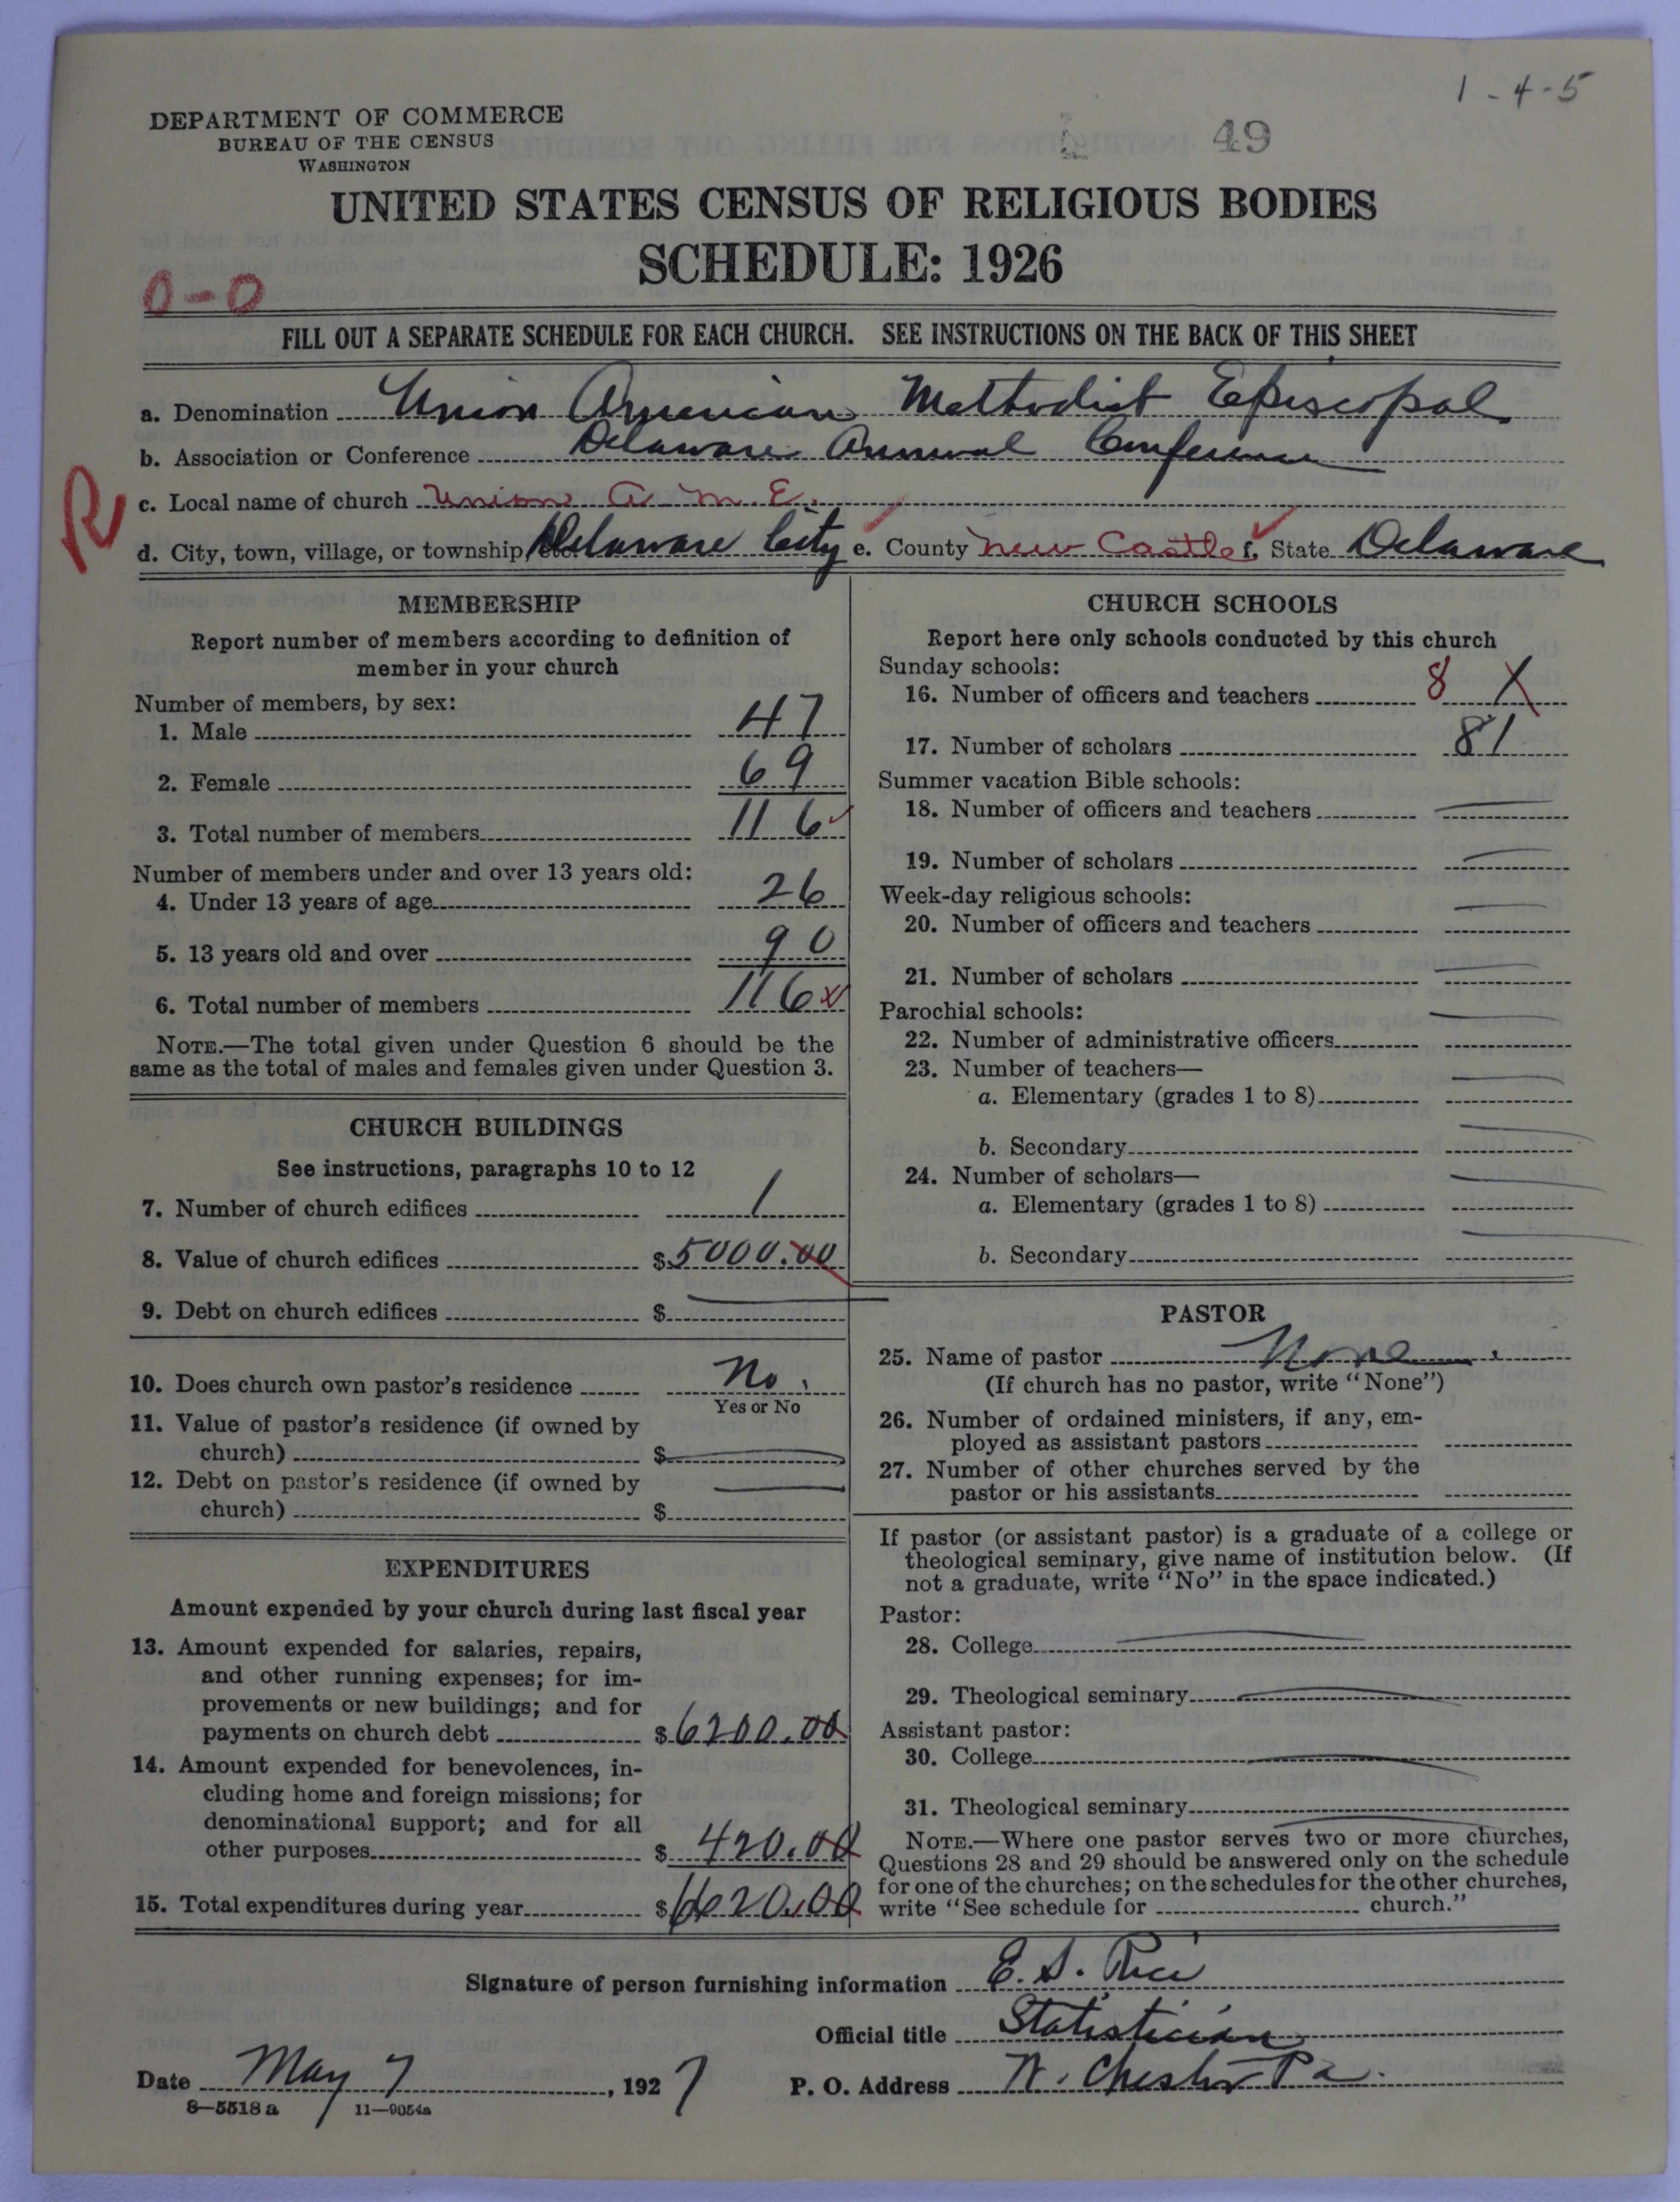 1-4-5
DEPARTMENT OF COMMERCE
BUREAU OF THE CENSUS
WASHINGTON
49
UNITED STATES CENSUS OF RELIGIOUS BODIES
SCHEDULE: 1926
0-0
FILL OUT A SEPARATE SCHEDULE FOR EACH CHURCH. SEE INSTRUCTIONS ON THE BACK OF THIS SHEET
a. Denomination Union American Methodist Episcopal
b. Association or Conference Delaware Annual Conference
R
c. Local name of church Union A. M. E.
d. City, town, village, or township Delaware City e. County New Castle f. State Delaware
MEMBERSHIP
Report number of members according to definition of
member in your church
Number of members, by sex:
1. Male 47
2. Female 69
3. Total number of members 116
Number of members under and over 13 years old:
4. Under 13 years of age 26
5. 13 years old and over 90
6. Total number of members 116
NOTE.—The total given under Question 6 should be the
same as the total of males and females given under Question 3.
CHURCH BUILDINGS
See instructions, paragraphs 10 to 12
7. Number of church edifices 1
8. Value of church edifices $5000.00
9. Debt on church edifices $
10. Does church own pastor's residence No.
Yes or No
11. Value of pastor's residence (if owned by
church) $
12. Debt on pastor's residence (if owned by
church) $
EXPENDITURES
Amount expended by your church during last fiscal year
13. Amount expended for salaries, repairs,
and other running expenses; for im-
provements or new buildings; and for
payments on church debt $6200.00
14. Amount expended for benevolences, in-
cluding home and foreign missions; for
denominational support; and for all
other purposes $420.00
15. Total expenditures during year $6620.00
CHURCH SCHOOLS
Report here only schools conducted by this church
Sunday schools:
16. Number of officers and teachers 8
17. Number of scholars 81
Summer vacation Bible schools:
18. Number of officers and teachers
19. Number of scholars
Week-day religious schools:
20. Number of officers and teachers
21. Number of scholars
Parochial schools:
22. Number of administrative officers
23. Number of teachers—
a. Elementary (grades 1 to 8)
b. Secondary
24. Number of scholars—
a. Elementary (grades 1 to 8)
b. Secondary
PASTOR
25. Name of pastor None.
(If church has no pastor, write "None")
26. Number of ordained ministers, if any, em-
ployed as assistant pastors
27. Number of other churches served by the
pastor or his assistants
If pastor (or assistant pastor) is a graduate of a college or
theological seminary, give name of institution below. (If
not a graduate, write "No" in the space indicated.)
Pastor:
28. College
29. Theological seminary
Assistant pastor:
30. College
31. Theological seminary
NOTE.—Where one pastor serves two or more churches,
Questions 28 and 29 should be answered only on the schedule
for one of the churches; on the schedules for the other churches,
write "See schedule for church."
Signature of person furnishing information E. S. Rice
Official title Statistician
Date May 7, 1927 P. O. Address W. Chester Pa.
8—5518 a 11—9054a